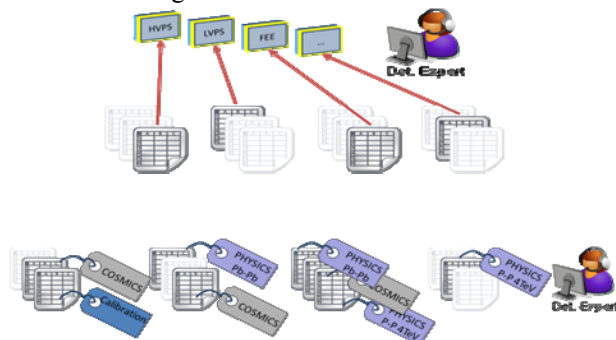 HVPS
LVPS
FEE
...
Det. Expert
COSMICS
Calibration
PHYSICS
Pb-Pb
COSMICS
PHYSICS
Pb-Pb
COSMICS
PHYSICS
P-P 4TeV
PHYSICS
P-P 4TeV
Det. Expert